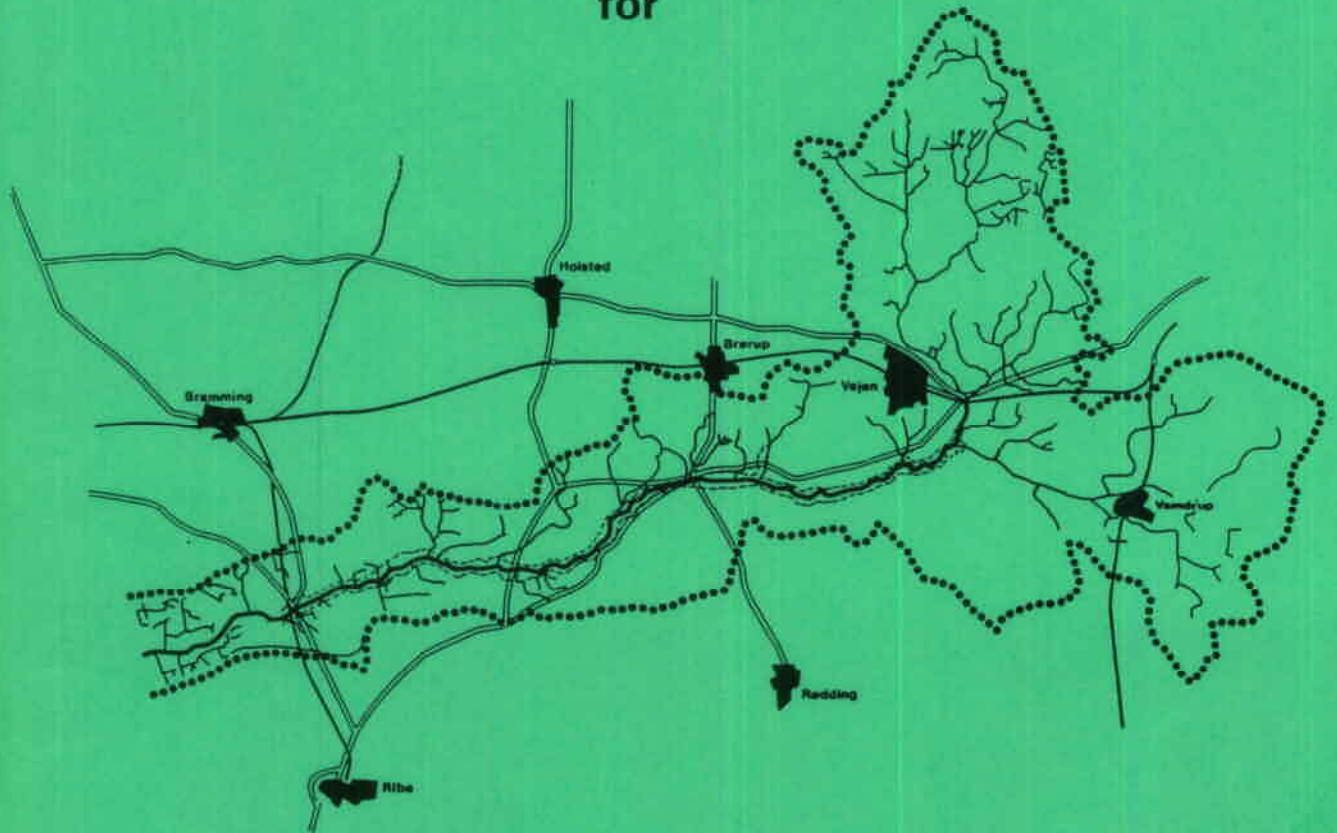 for
Holsted
Brørup
Vejen
Bramming
Vamdrup
Rødding
Ribe